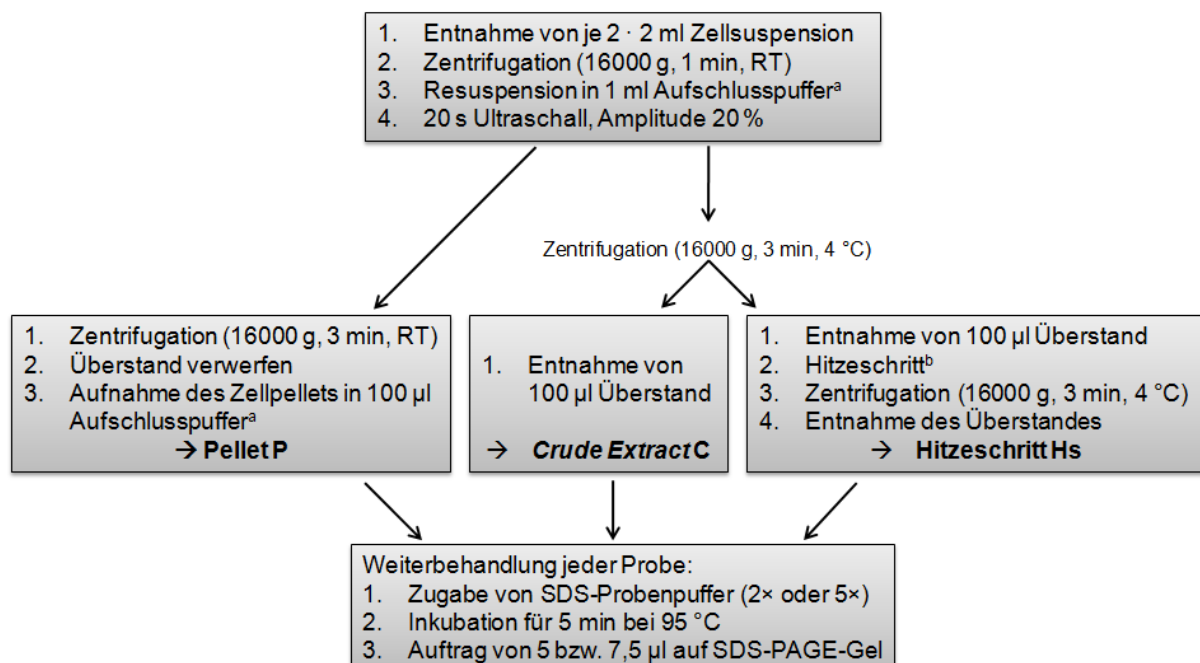 1. Entnahme von je 2 · 2 ml Zellsuspension
2. Zentrifugation (16000 g, 1 min, RT)
3. Resuspension in 1 ml Aufschlusspufferᵃ
4. 20 s Ultraschall, Amplitude 20 %
Zentrifugation (16000 g, 3 min, 4 °C)
1. Zentrifugation (16000 g, 3 min, RT)
2. Überstand verwerfen
3. Aufnahme des Zellpellets in 100 µl
Aufschlusspufferᵃ
→ Pellet P
1. Entnahme von
100 µl Überstand
→ Crude Extract C
1. Entnahme von 100 µl Überstand
2. Hitzeschrittᵇ
3. Zentrifugation (16000 g, 3 min, 4 °C)
4. Entnahme des Überstandes
→ Hitzeschritt Hs
Weiterbehandlung jeder Probe:
1. Zugabe von SDS-Probenpuffer (2× oder 5×)
2. Inkubation für 5 min bei 95 °C
3. Auftrag von 5 bzw. 7,5 µl auf SDS-PAGE-Gel